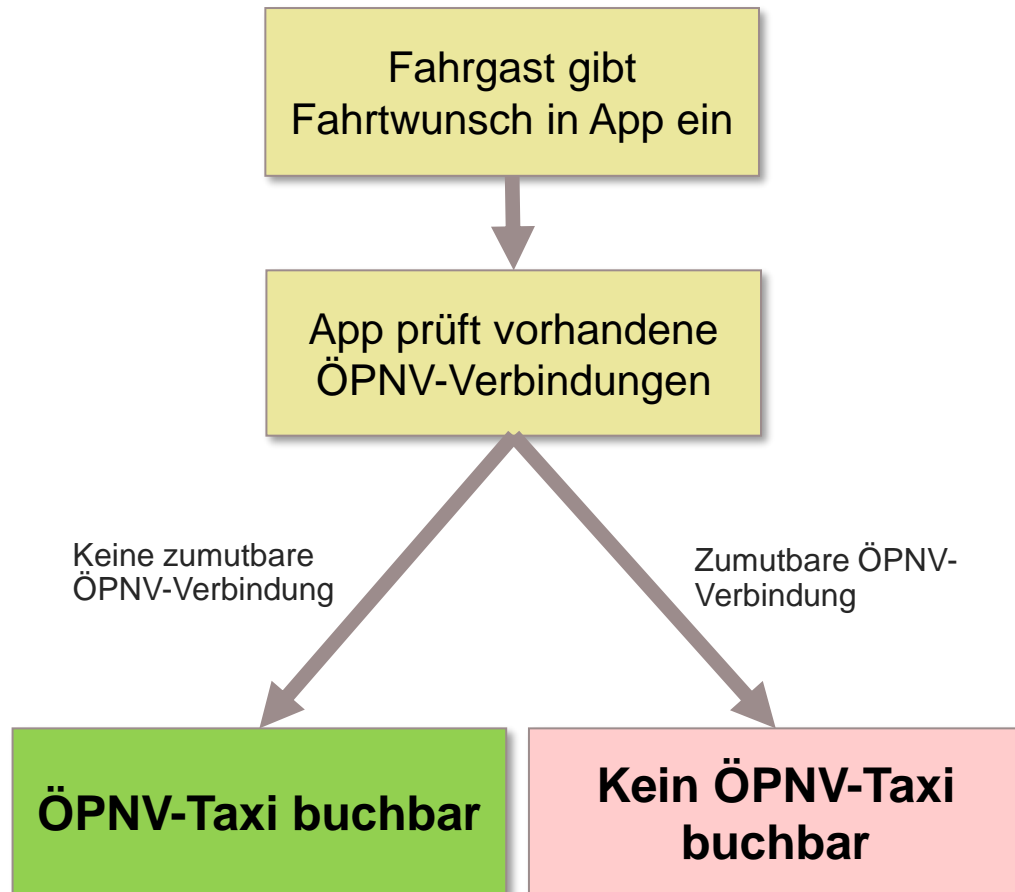 Fahrgast gibt
Fahrtwunsch in App ein
App prüft vorhandene
ÖPNV-Verbindungen
Keine zumutbare
ÖPNV-Verbindung
Zumutbare ÖPNV-
Verbindung
ÖPNV-Taxi buchbar
Kein ÖPNV-Taxi
buchbar